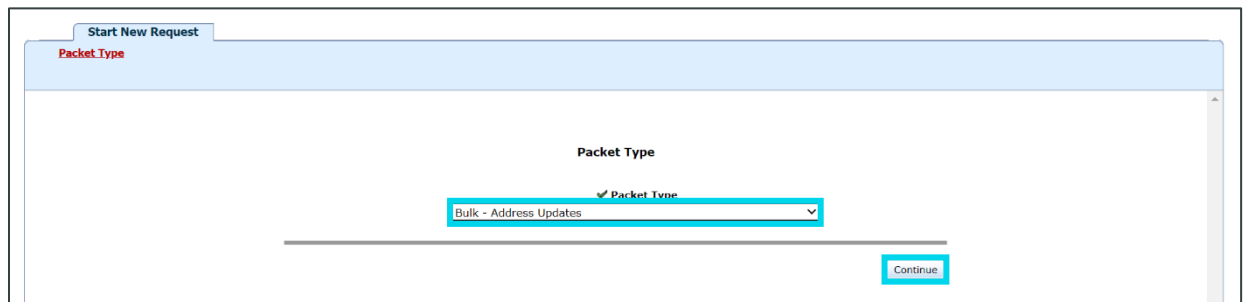 Start New Request
Packet Type
Packet Type
Packet Type
Bulk - Address Updates
Continue